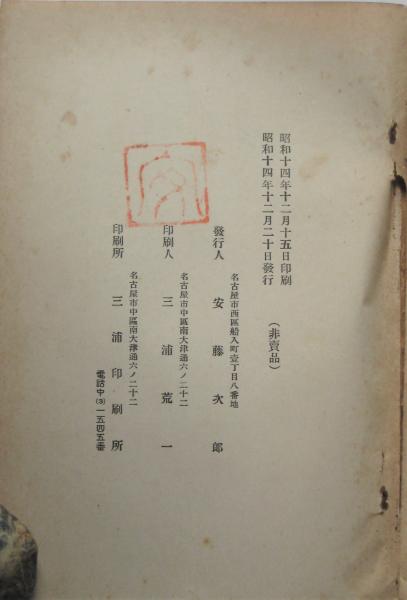 昭和十四年十二月十五日印刷
昭和十四年十二月二十日發行
（非賣品）
名古屋市西區船入町壹丁目八番地
發行人　安藤次郎
名古屋市中區南大津通六ノ二十二
印刷人　三浦荒一
名古屋市中區南大津通六ノ二十二
印刷所　三浦印刷所
電話中(3)一五四五番